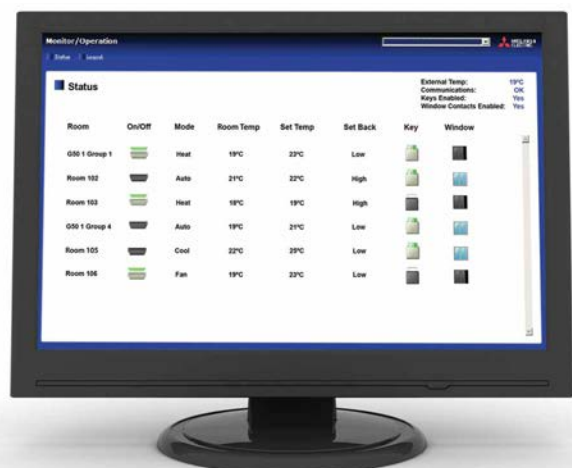 Monitor/Operation
MITSUBISHI
ELECTRIC
Status Logout
Status
External Temp: 19°C
Communications: OK
Keys Enabled: Yes
Window Contacts Enabled: Yes
Room On/Off Mode Room Temp Set Temp Set Back Key Window
G50 1 Group 1 Heat 19°C 23°C Low
Room 102 Auto 21°C 22°C High
Room 103 Heat 18°C 19°C High
G50 1 Group 4 Auto 19°C 21°C Low
Room 105 Cool 22°C 25°C Low
Room 106 Fan 19°C 23°C Low